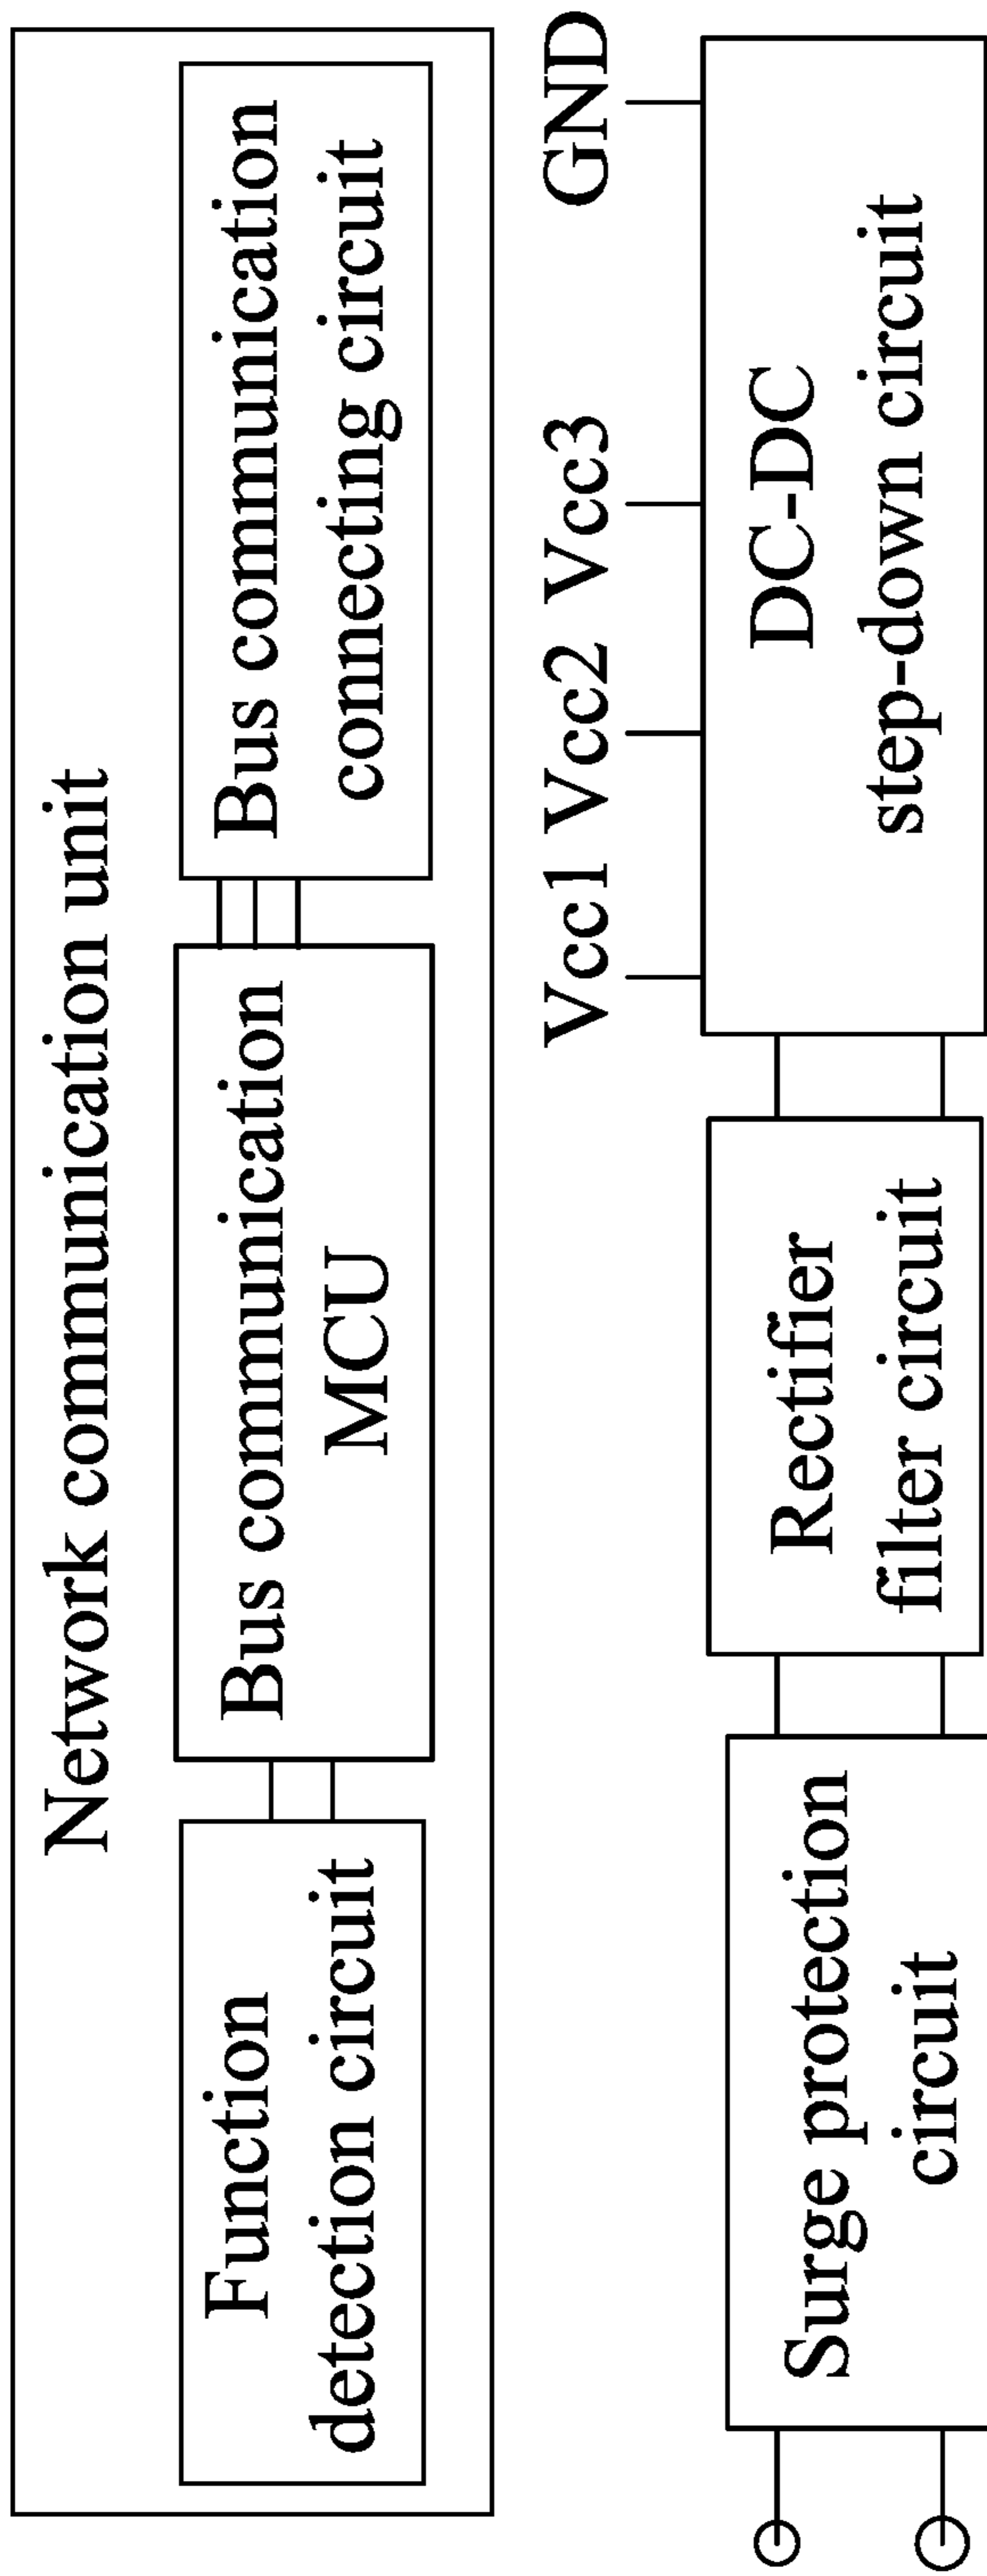 Network communication unit
Function
detection circuit
Bus communication
MCU
Bus communication
connecting circuit
Vcc1 Vcc2 Vcc3 GND
Surge protection
circuit
Rectifier
filter circuit
DC-DC
step-down circuit